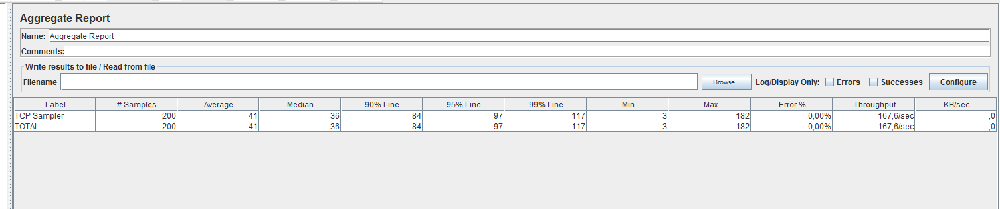 Aggregate Report
Name: Aggregate Report
Comments:
Write results to file / Read from file
Filename Browse... Log/Display Only: Errors Successes Configure
Label # Samples Average Median 90% Line 95% Line 99% Line Min Max Error % Throughput KB/sec
TCP Sampler 200 41 36 84 97 117 3 182 0,00% 167,6/sec ,0
TOTAL 200 41 36 84 97 117 3 182 0,00% 167,6/sec ,0